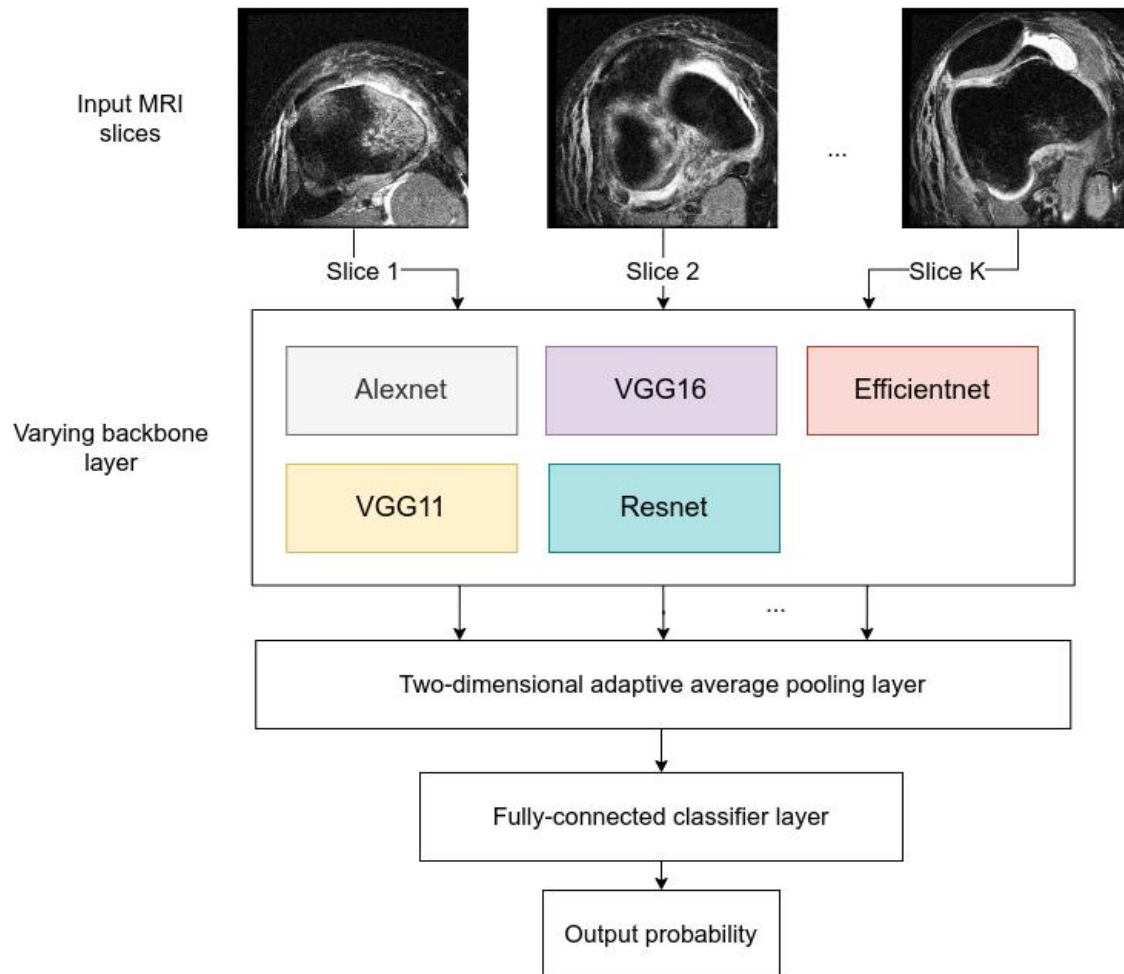 Input MRI
slices
...
Slice 1
Slice 2
Slice K
Varying backbone
layer
Alexnet
VGG16
Efficientnet
VGG11
Resnet
...
Two-dimensional adaptive average pooling layer
Fully-connected classifier layer
Output probability